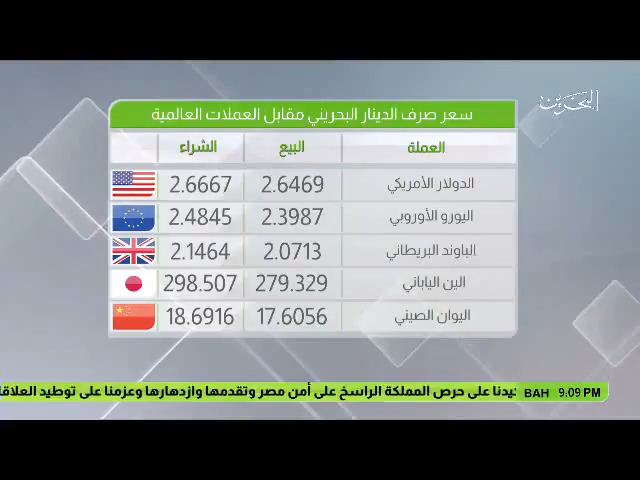 البحرين
سعر صرف الدينار البحريني مقابل العملات العالمية
العملة البيع الشراء
الدولار الأمريكي 2.6469 2.6667
اليورو الأوروبي 2.3987 2.4845
الباوند البريطاني 2.0713 2.1464
الين الياباني 279.329 298.507
اليوان الصيني 17.6056 18.6916
BAH 9:09 PM
على حرص المملكة الراسخ على أمن مصر وتقدمها وازدهارها وعزمنا على توطيد